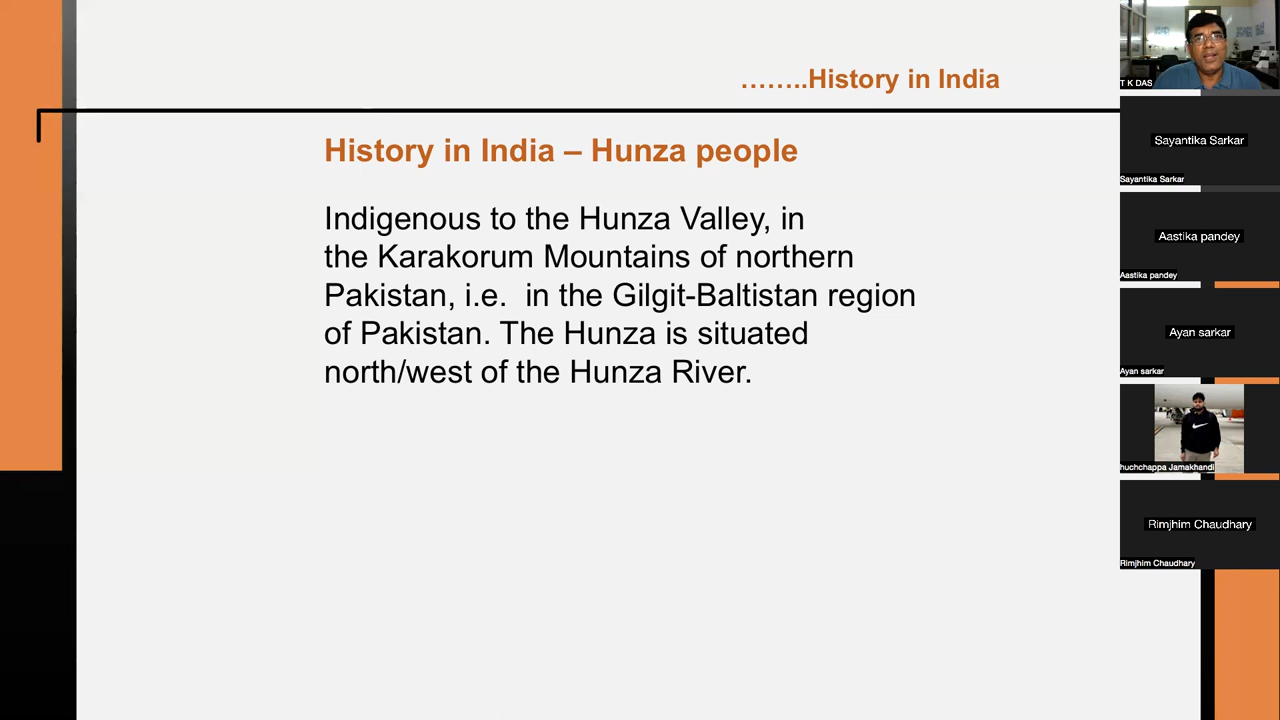 ……..History in India
History in India – Hunza people
Indigenous to the Hunza Valley, in
the Karakorum Mountains of northern
Pakistan, i.e.  in the Gilgit-Baltistan region
of Pakistan. The Hunza is situated
north/west of the Hunza River.
T K DAS
Sayantika Sarkar
Sayantika Sarkar
Aastika pandey
Aastika pandey
Ayan sarkar
Ayan sarkar
huchchappa Jamakhandi
Rimjhim Chaudhary
Rimjhim Chaudhary